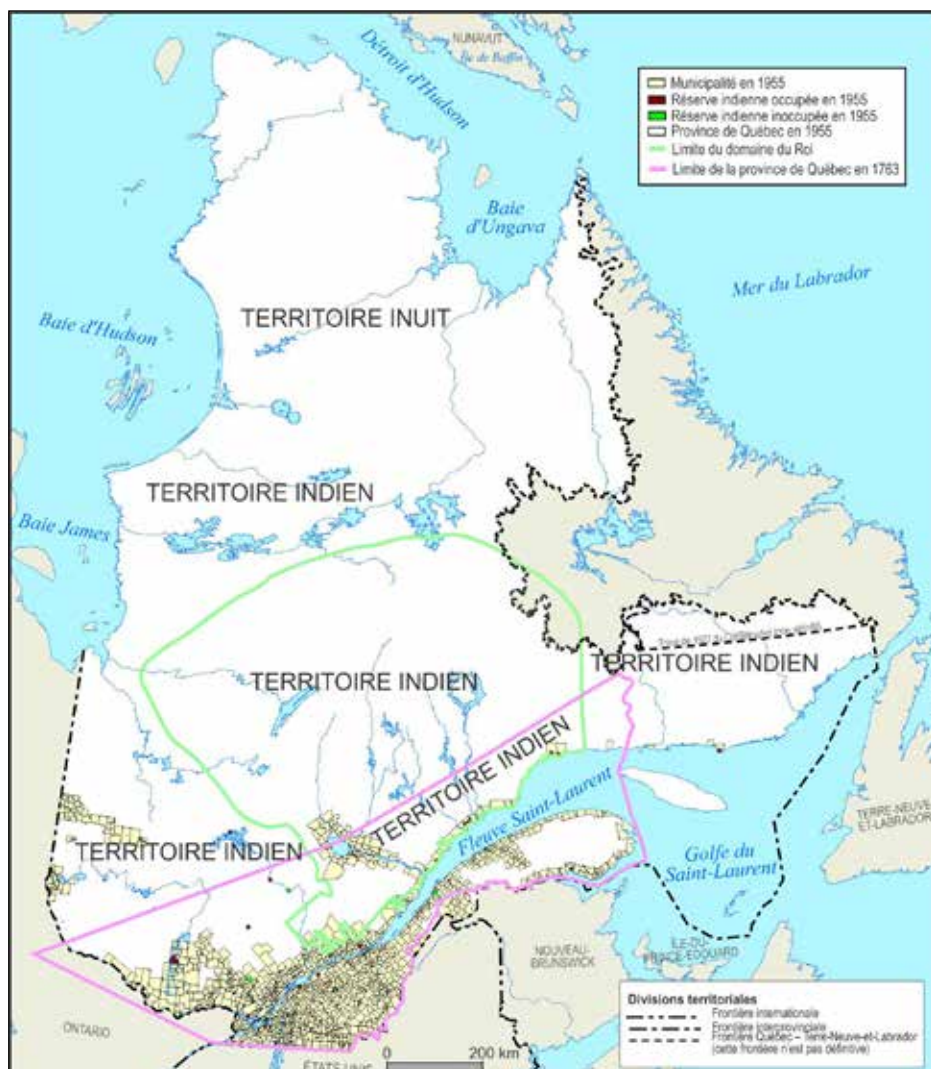 NUNAVUT
Île de Baffin
Détroit d'Hudson
Municipalité en 1955
Réserve indienne occupée en 1955
Réserve indienne inoccupée en 1955
Province de Québec en 1955
Limite du domaine du Roi
Limite de la province de Québec en 1763
Baie
d'Ungava
Mer du Labrador
TERRITOIRE INUIT
Baie d'Hudson
TERRITOIRE INDIEN
Baie James
TERRITOIRE INDIEN
TERRITOIRE INDIEN
TERRITOIRE INDIEN
TERRITOIRE INDIEN
Fleuve Saint-Laurent
TERRE-NEUVE-
ET-LABRADOR
Golfe du
Saint-Laurent
NOUVEAU-
BRUNSWICK
ÎLE-DU-
PRINCE-ÉDOUARD
ONTARIO
ÉTATS-UNIS
0
200 km
Divisions territoriales
Frontière internationale
Frontière interprovinciale
Frontière Québec – Terre-Neuve-et-Labrador
(cette frontière n'est pas définitive)